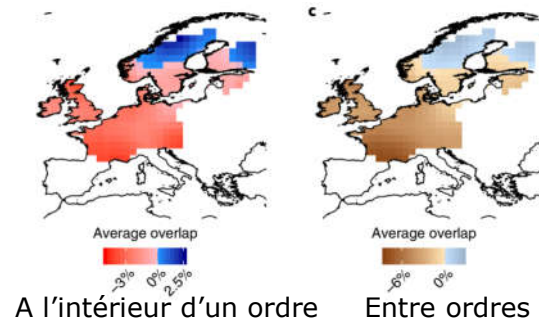 c
Average overlap
Average overlap
-3%
0%
2.5%
-6%
0%
A l'intérieur d'un ordre
Entre ordres